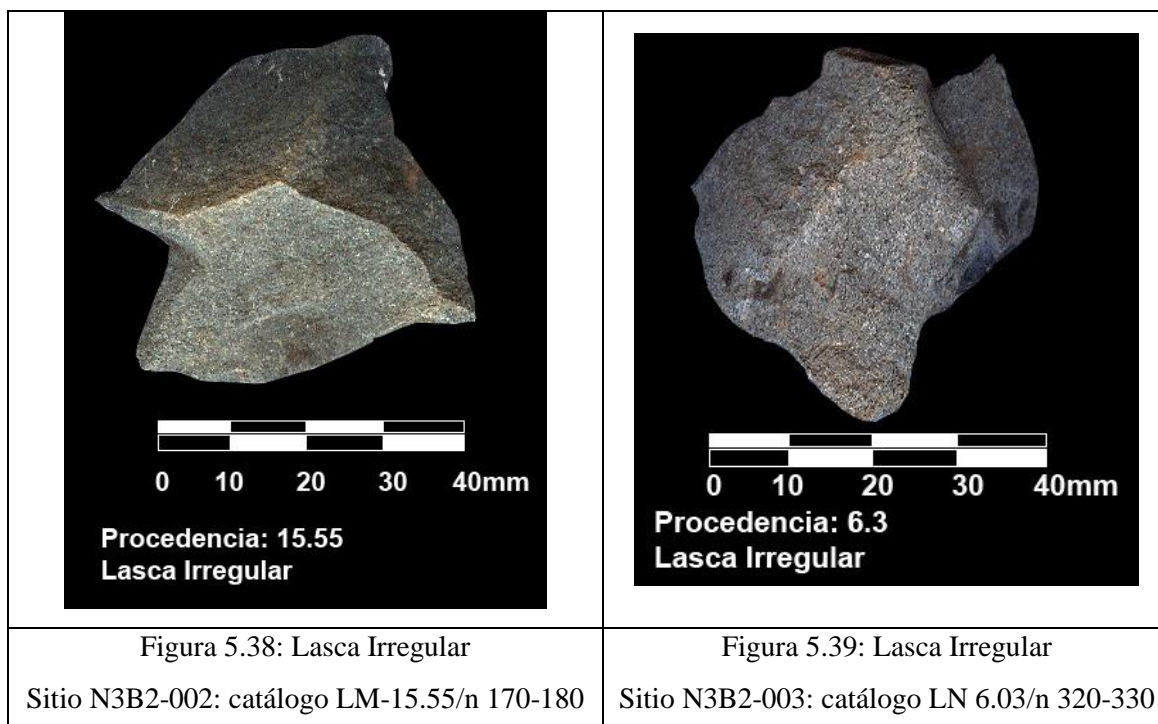 0 10 20 30 40mm
Procedencia: 15.55
Lasca Irregular
0 10 20 30 40mm
Procedencia: 6.3
Lasca Irregular
Figura 5.38: Lasca Irregular
Sitio N3B2-002: catálogo LM-15.55/n 170-180
Figura 5.39: Lasca Irregular
Sitio N3B2-003: catálogo LN 6.03/n 320-330